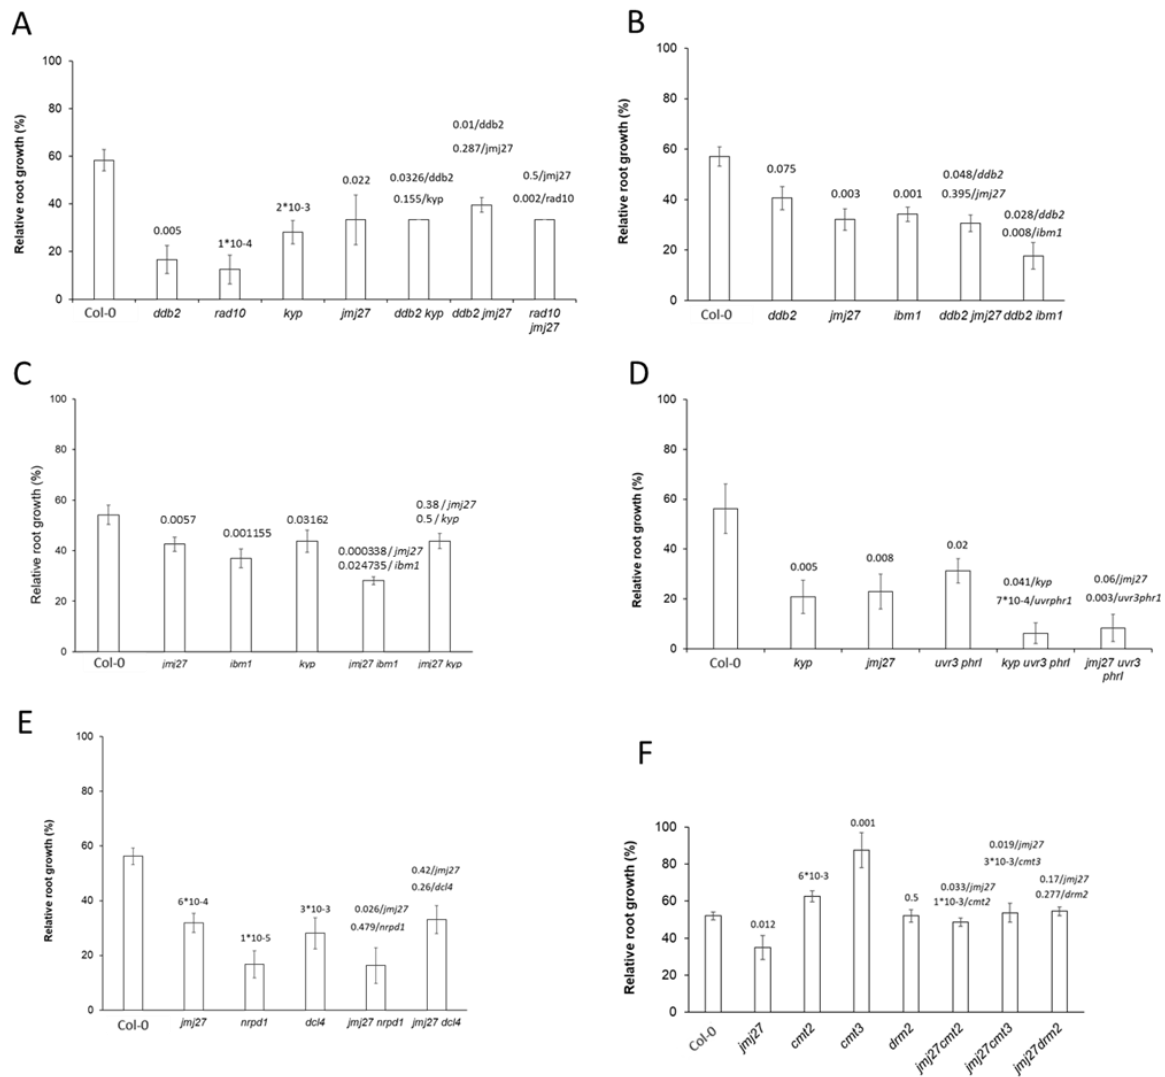 A
Relative root growth (%)
100
80
60
40
20
0
0.005
1*10-4
2*10-3
0.022
0.0326/ddb2
0.155/kyp
0.01/ddb2
0.287/jmj27
0.5/jmj27
0.002/rad10
Col-0 ddb2 rad10 kyp jmj27 ddb2 kyp ddb2 jmj27 rad10
jmj27
B
Relative root growth (%)
100
80
60
40
20
0
0.075
0.003
0.001
0.048/ddb2
0.395/jmj27
0.028/ddb2
0.008/ibm1
Col-0 ddb2 jmj27 ibm1 ddb2 jmj27 ddb2 ibm1
C
Relative root growth (%)
100
80
60
40
20
0
0.0057
0.001155
0.03162
0.000338/jmj27
0.024735/ibm1
0.38/jmj27
0.5/kyp
Col-0 jmj27 ibm1 kyp jmj27 ibm1 jmj27 kyp
D
Relative root growth (%)
100
80
60
40
20
0
0.005
0.008
0.02
0.041/kyp
7*10-4/uvrphr1
0.06/jmj27
0.003/uvr3phr1
Col-0 kyp jmj27 uvr3 phrI kyp uvr3 phrI jmj27 uvr3
phrI
E
Relative root growth (%)
100
80
60
40
20
0
6*10-4
1*10-5
3*10-3
0.026/jmj27
0.479/nrpd1
0.42/jmj27
0.26/dcl4
Col-0 jmj27 nrpd1 dcl4 jmj27 nrpd1 jmj27 dcl4
F
Relative root growth (%)
100
80
60
40
20
0
0.012
6*10-3
0.001
0.5
0.033/jmj27
1*10-3/cmt2
0.019/jmj27
3*10-3/cmt3
0.17/jmj27
0.277/drm2
Col-0
jmj27
cmt2
cmt3
drm2
jmj27cmt2
jmj27cmt3
jmj27drm2